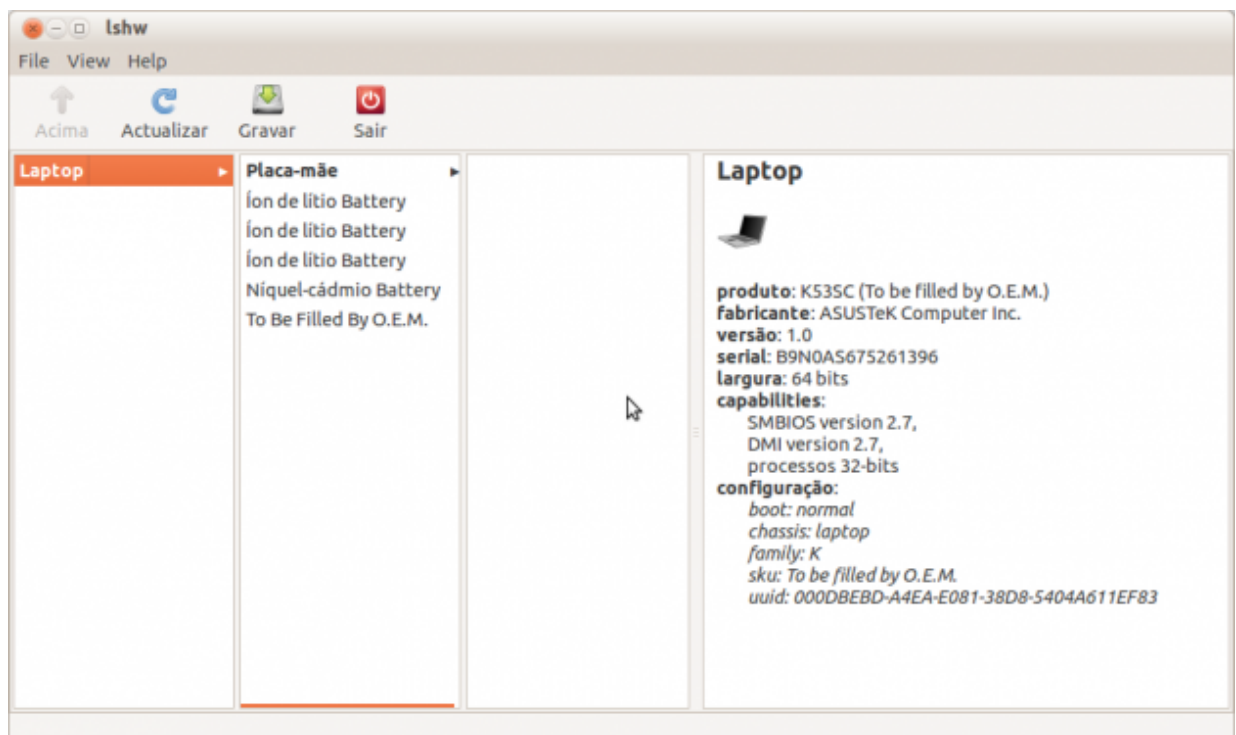 lshw
File View Help
Acima Actualizar Gravar Sair
Laptop
Placa-mãe
Íon de lítio Battery
Íon de lítio Battery
Íon de lítio Battery
Níquel-cádmio Battery
To Be Filled By O.E.M.
Laptop
produto: K53SC (To be filled by O.E.M.)
fabricante: ASUSTeK Computer Inc.
versão: 1.0
serial: B9N0AS675261396
largura: 64 bits
capabilities:
SMBIOS version 2.7,
DMI version 2.7,
processos 32-bits
configuração:
boot: normal
chassis: laptop
family: K
sku: To be filled by O.E.M.
uuid: 000DBEBD-A4EA-E081-38D8-5404A611EF83